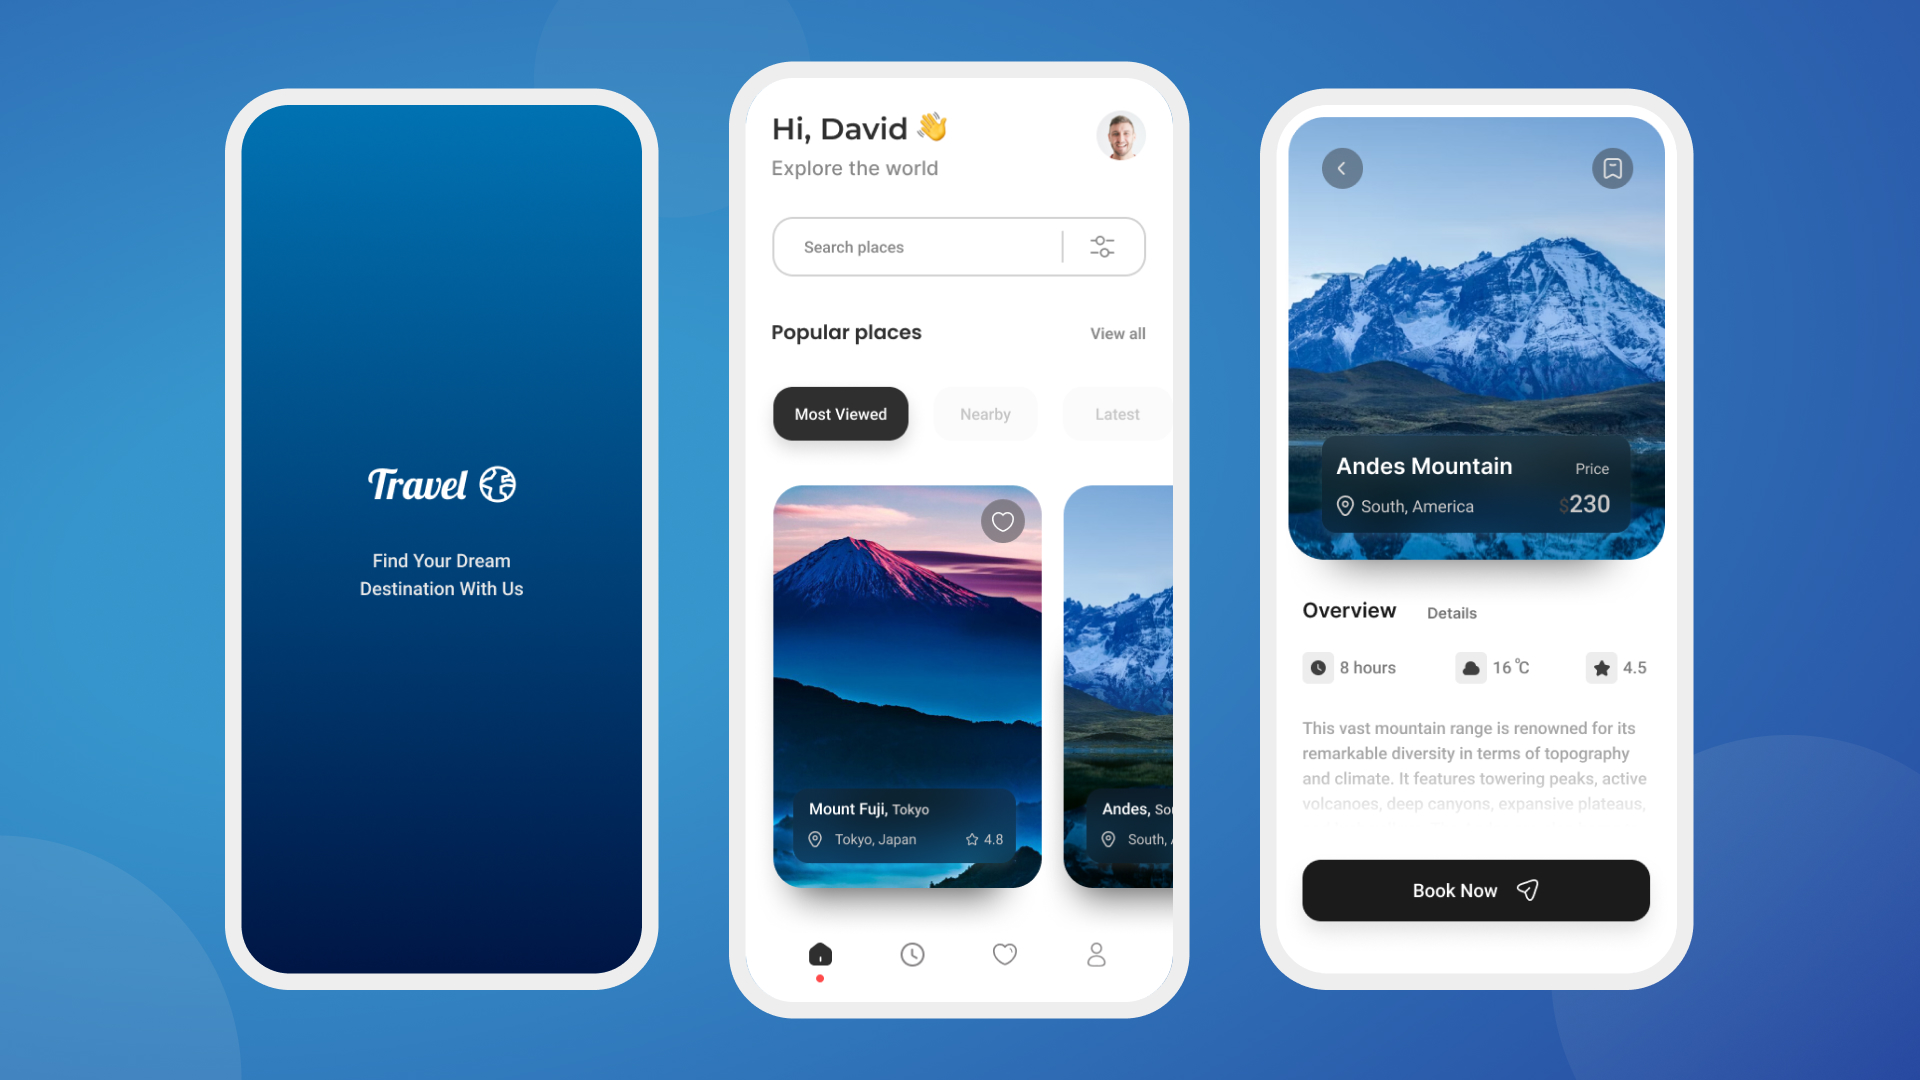 Travel
Find Your Dream
Destination With Us
Hi, David 👋
Explore the world
Search places
Popular places
View all
Most Viewed
Nearby
Latest
Mount Fuji, Tokyo
Tokyo, Japan
4.8
Andes, Sou
South,
Andes Mountain
Price
South, America
$230
Overview
Details
8 hours
16 °C
4.5
This vast mountain range is renowned for its
remarkable diversity in terms of topography
and climate. It features towering peaks, active
volcanoes, deep canyons, expansive plateaus,
Book Now